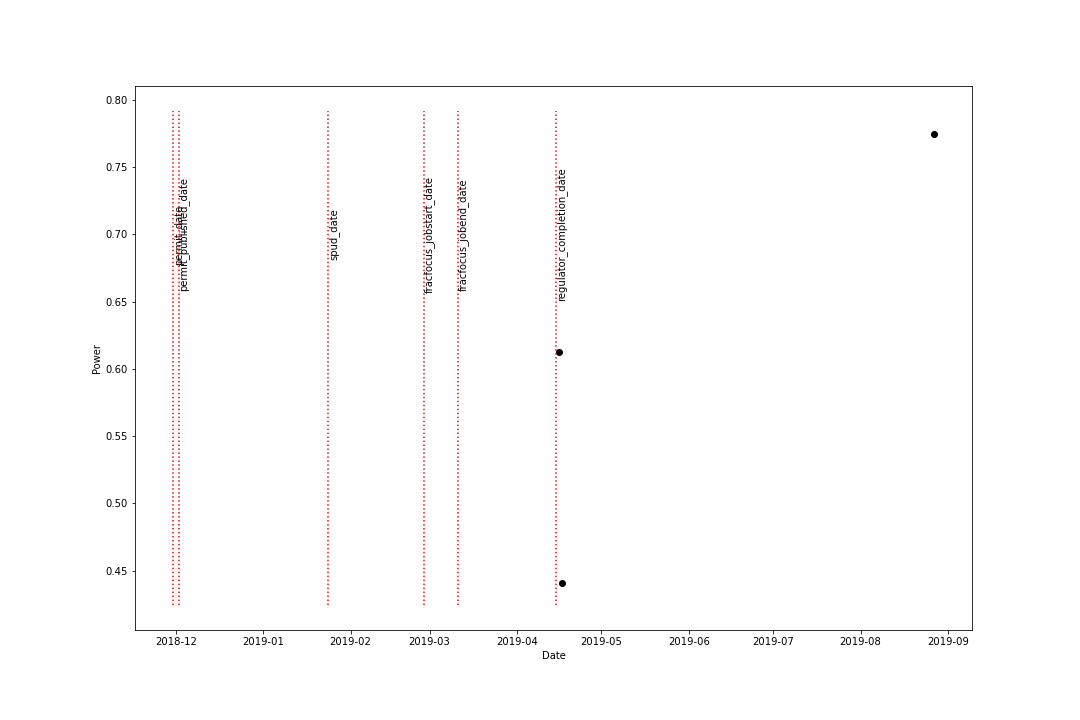 0.80
0.75
0.70
0.65
0.60
0.55
0.50
0.45
Power
permit_date
permit_published_date
spud_date
fracfocus_jobstart_date
fracfocus_jobend_date
regulator_completion_date
2018-12 2019-01 2019-02 2019-03 2019-04 2019-05 2019-06 2019-07 2019-08 2019-09
Date